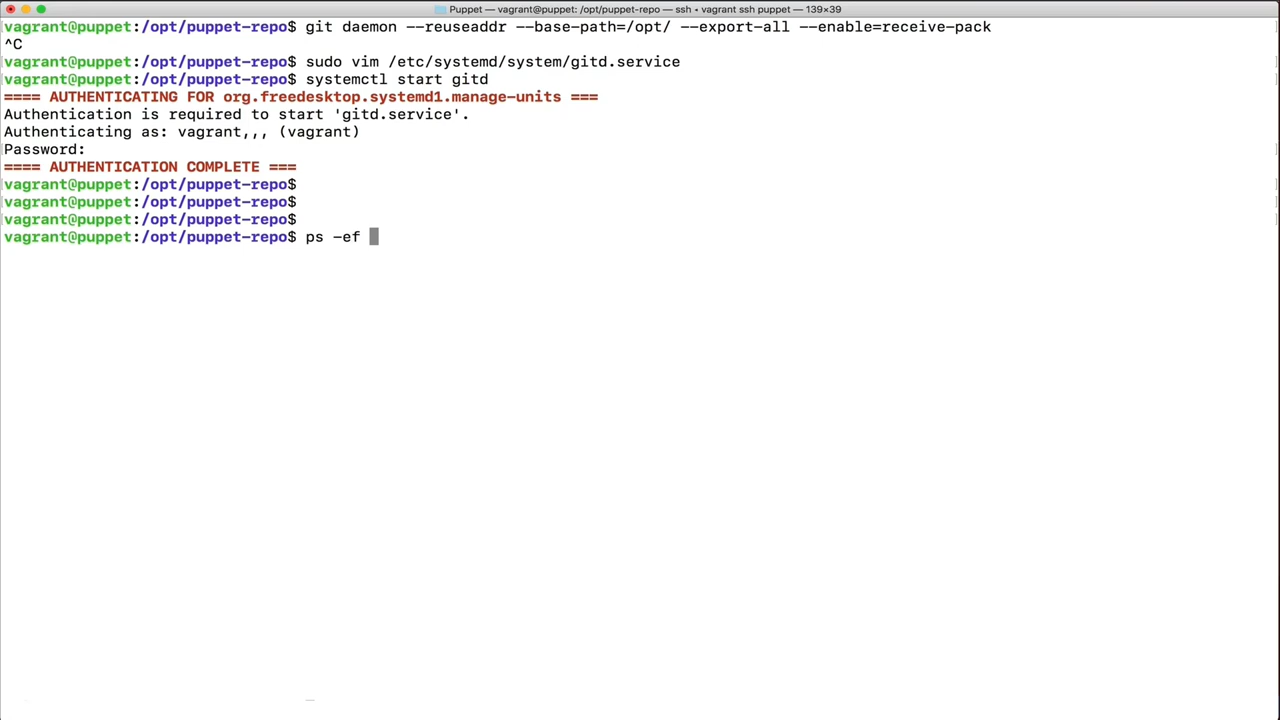 Puppet — vagrant@puppet: /opt/puppet-repo — ssh ◂ vagrant ssh puppet — 139×39
vagrant@puppet:/opt/puppet-repo$ git daemon --reuseaddr --base-path=/opt/ --export-all --enable=receive-pack
^C
vagrant@puppet:/opt/puppet-repo$ sudo vim /etc/systemd/system/gitd.service
vagrant@puppet:/opt/puppet-repo$ systemctl start gitd
==== AUTHENTICATING FOR org.freedesktop.systemd1.manage-units ===
Authentication is required to start 'gitd.service'.
Authenticating as: vagrant,,, (vagrant)
Password:
==== AUTHENTICATION COMPLETE ===
vagrant@puppet:/opt/puppet-repo$
vagrant@puppet:/opt/puppet-repo$
vagrant@puppet:/opt/puppet-repo$
vagrant@puppet:/opt/puppet-repo$ ps -ef